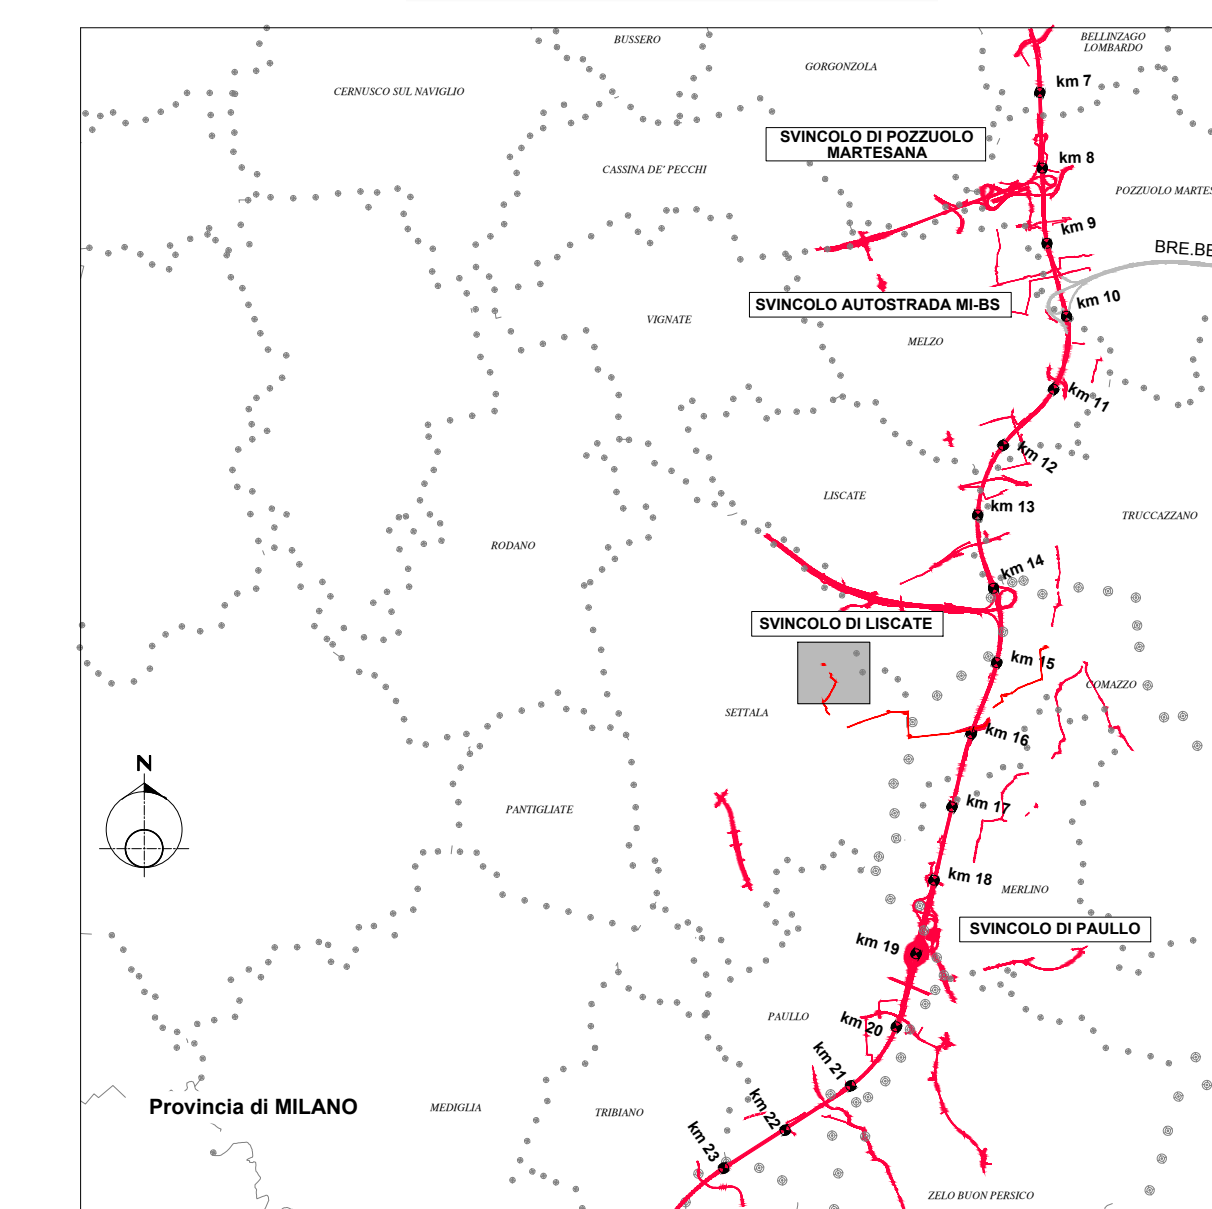 BUSSERO
BELLINZAGO
LOMBARDO
GORGONZOLA
CERNUSCO SUL NAVIGLIO
km 7
SVINCOLO DI POZZUOLO
MARTESANA
km 8
CASSINA DE' PECCHI
POZZUOLO MARTES
km 9
BRE.BE
SVINCOLO AUTOSTRADA MI-BS
km 10
VIGNATE
MELZO
km 11
km 12
LISCATE
km 13
TRUCCAZZANO
RODANO
km 14
SVINCOLO DI LISCATE
km 15
COMAZZO
SETTALA
km 16
N
PANTIGLIATE
km 17
km 18
MERLINO
SVINCOLO DI PAULLO
km 19
PAULLO
km 20
km 21
Provincia di MILANO
MEDIGLIA
TRIBIANO
km 22
km 23
ZELO BUON PERSICO